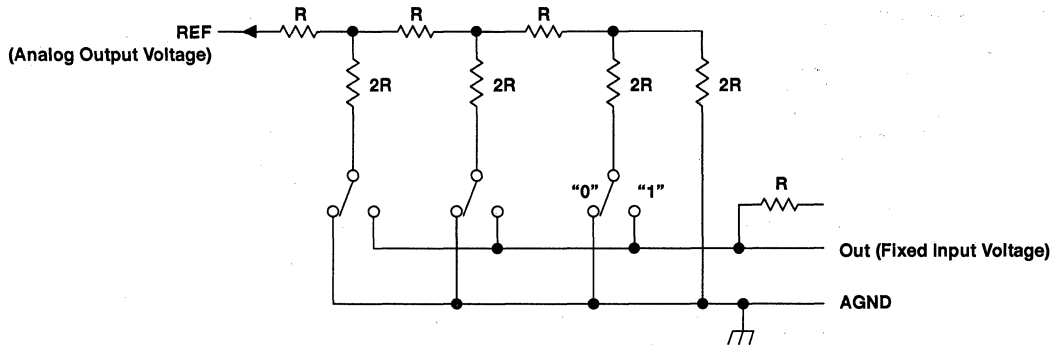 R
R
R
REF
(Analog Output Voltage)
2R
2R
2R
2R
"0"
"1"
R
Out (Fixed Input Voltage)
AGND